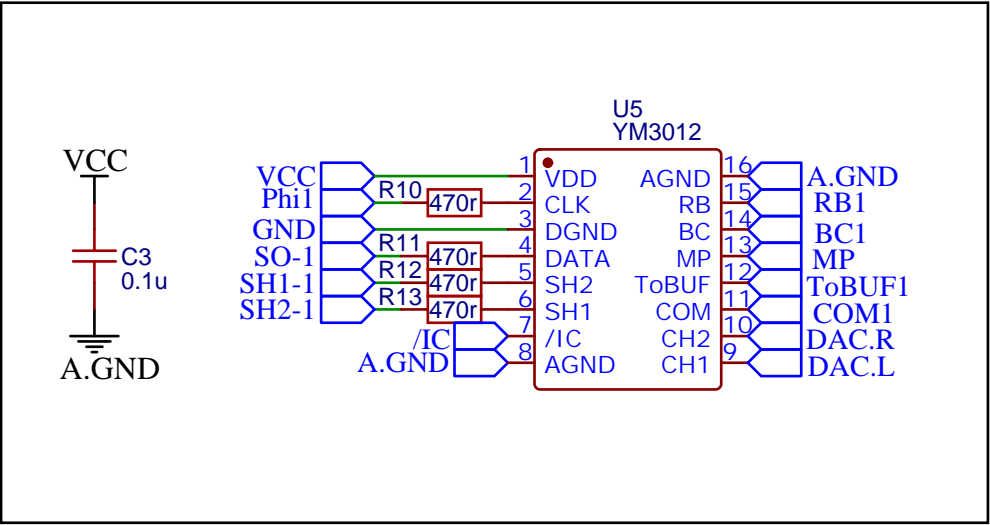 U5
YM3012
VCC
C3
0.1u
A.GND
VCC 1 VDD AGND 16 A.GND
Phi1 R10 470r 2 CLK RB 15 RB1
GND 3 DGND BC 14 BC1
SO-1 R11 470r 4 DATA MP 13 MP
SH1-1 R12 470r 5 SH2 ToBUF 12 ToBUF1
SH2-1 R13 470r 6 SH1 COM 11 COM1
/IC 7 /IC CH2 10 DAC.R
A.GND 8 AGND CH1 9 DAC.L